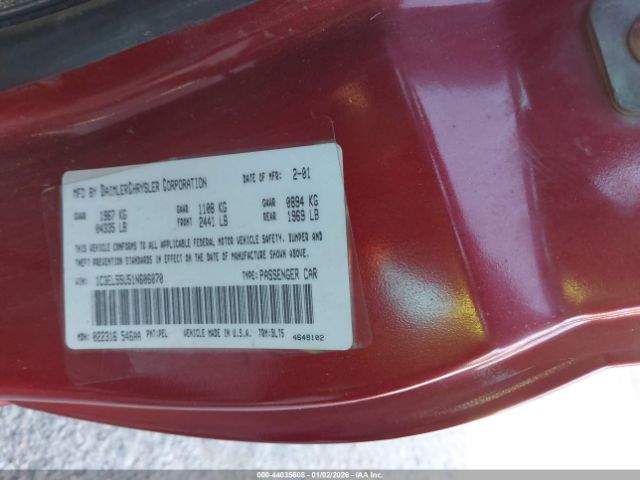 MFD BY DAIMLERCHRYSLER CORPORATION DATE OF MFR: 2-01
GVWR 1967 KG GAWR 1108 KG GAWR 0894 KG
04335 LB FRONT 2441 LB REAR 1969 LB
THIS VEHICLE CONFORMS TO ALL APPLICABLE FEDERAL MOTOR VEHICLE SAFETY, BUMPER AND
THEFT PREVENTION STANDARDS IN EFFECT ON THE DATE OF MANUFACTURE SHOWN ABOVE.
VIN: 1C3EL55U51N606070 TYPE: PASSENGER CAR
MDH: 022316 546AA PNT:PEL VEHICLE MADE IN U.S.A. TRM:DL T5 4648102
000-44035608 - 01/02/2026 - IAA Inc.